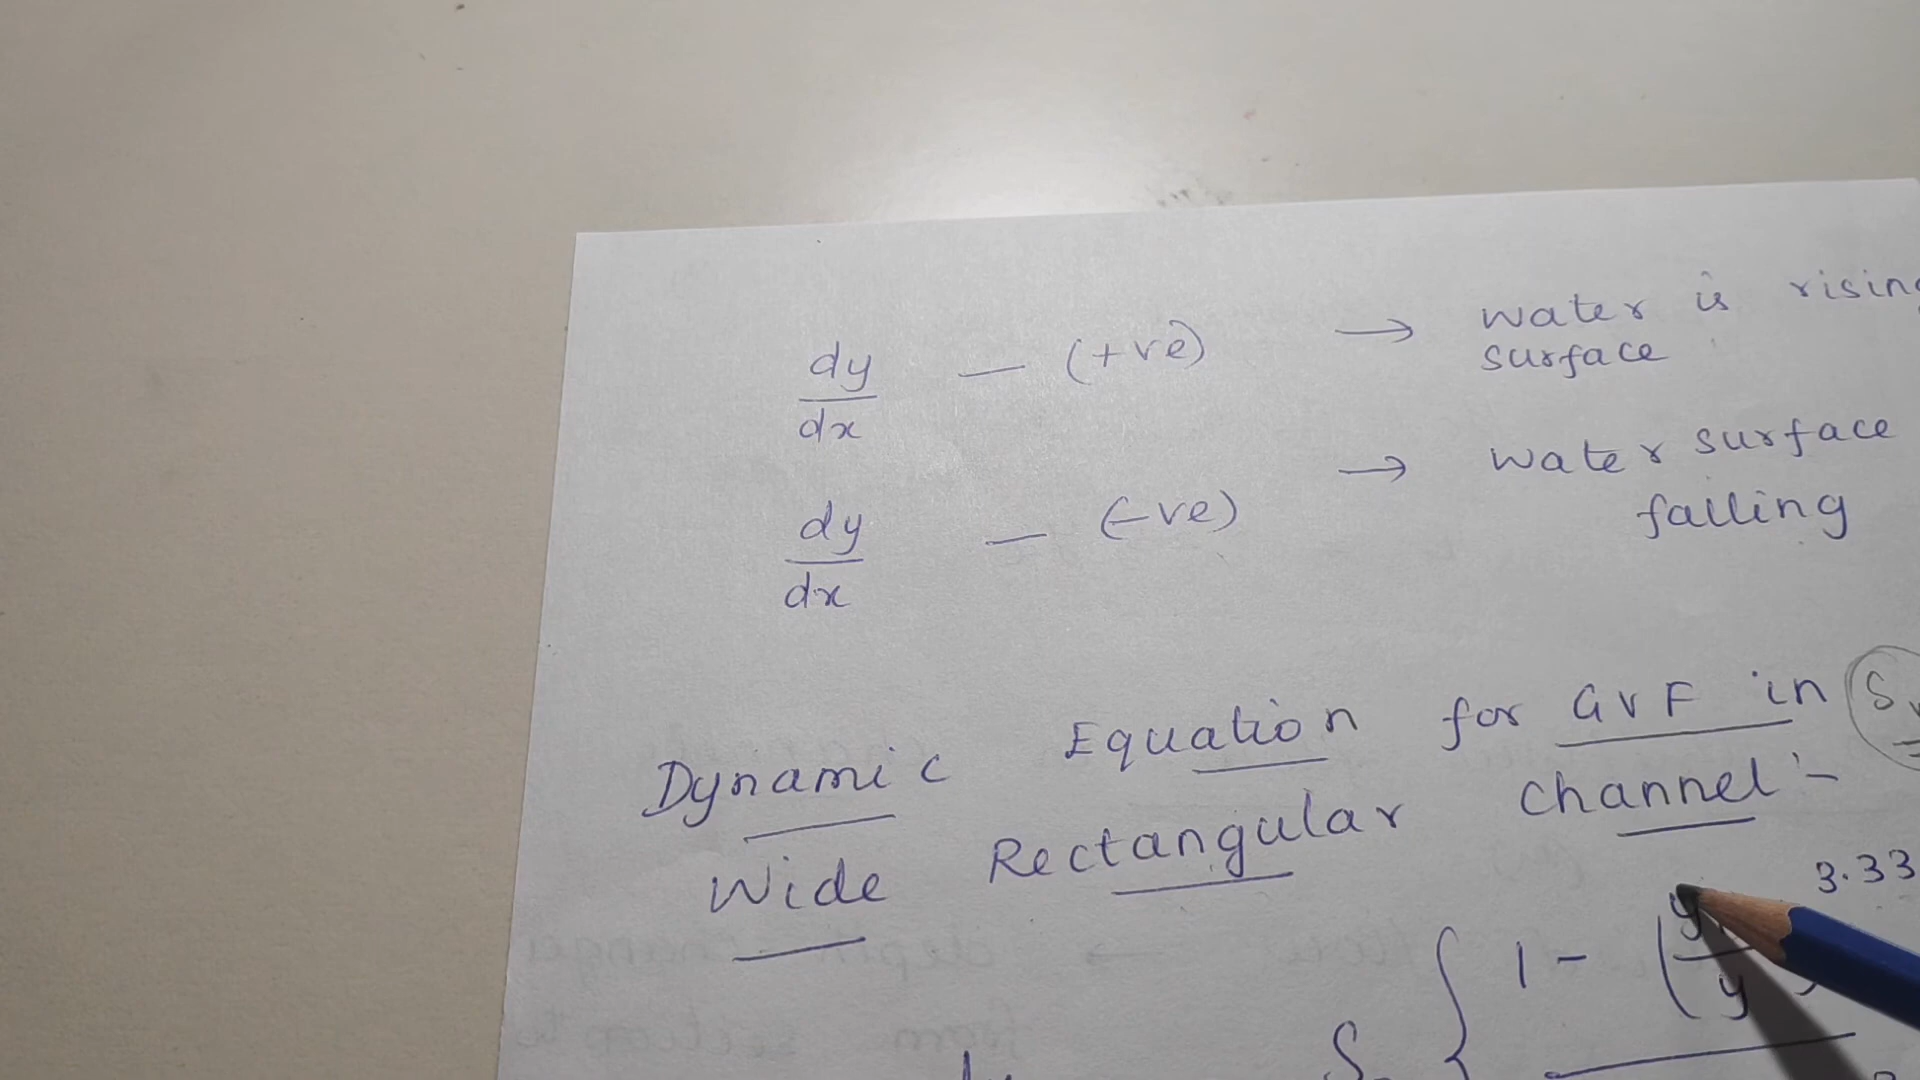 dy/dx — (+ve) → water is rising
surface
dy/dx — (-ve) → water surface
falling
Dynamic Equation for GVF in
Wide Rectangular channel:-
3.33
1 - (y
y
S